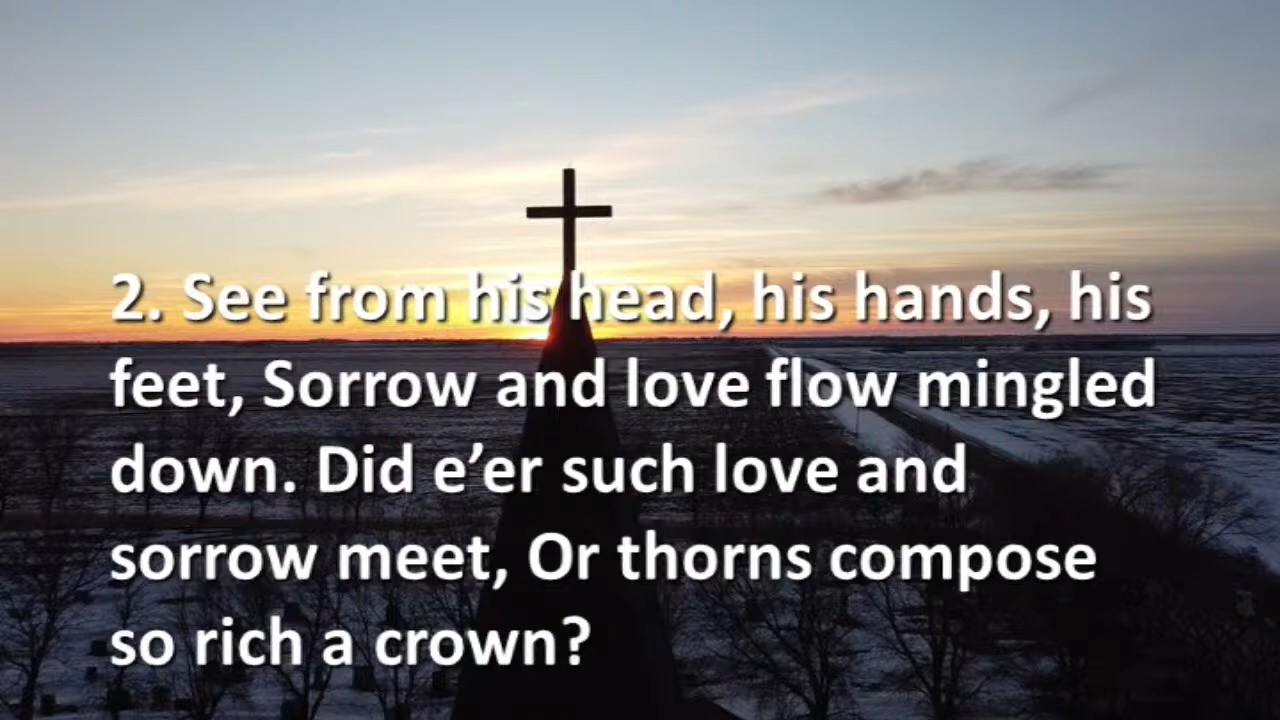 2. See from his head, his hands, his
feet, Sorrow and love flow mingled
down. Did e’er such love and
sorrow meet, Or thorns compose
so rich a crown?